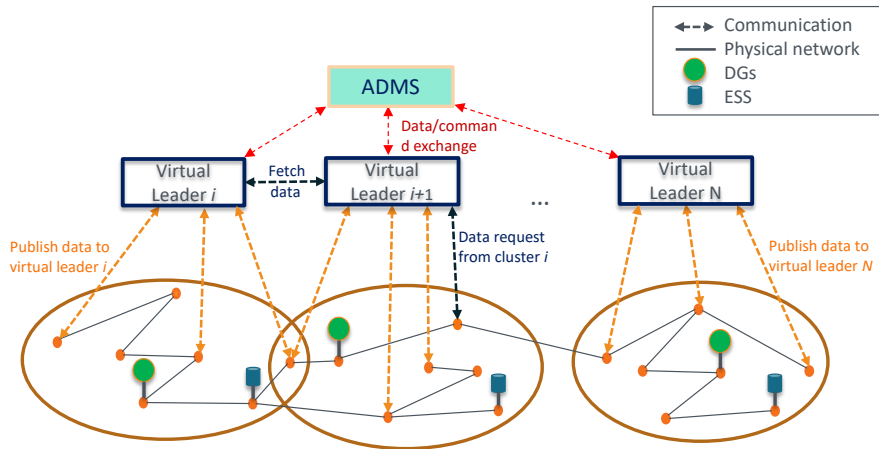 Communication
Physical network
DGs
ESS
ADMS
Data/comman
d exchange
Virtual
Leader i
Fetch
data
Virtual
Leader i+1
...
Virtual
Leader N
Publish data to
virtual leader i
Data request
from cluster i
Publish data to
virtual leader N